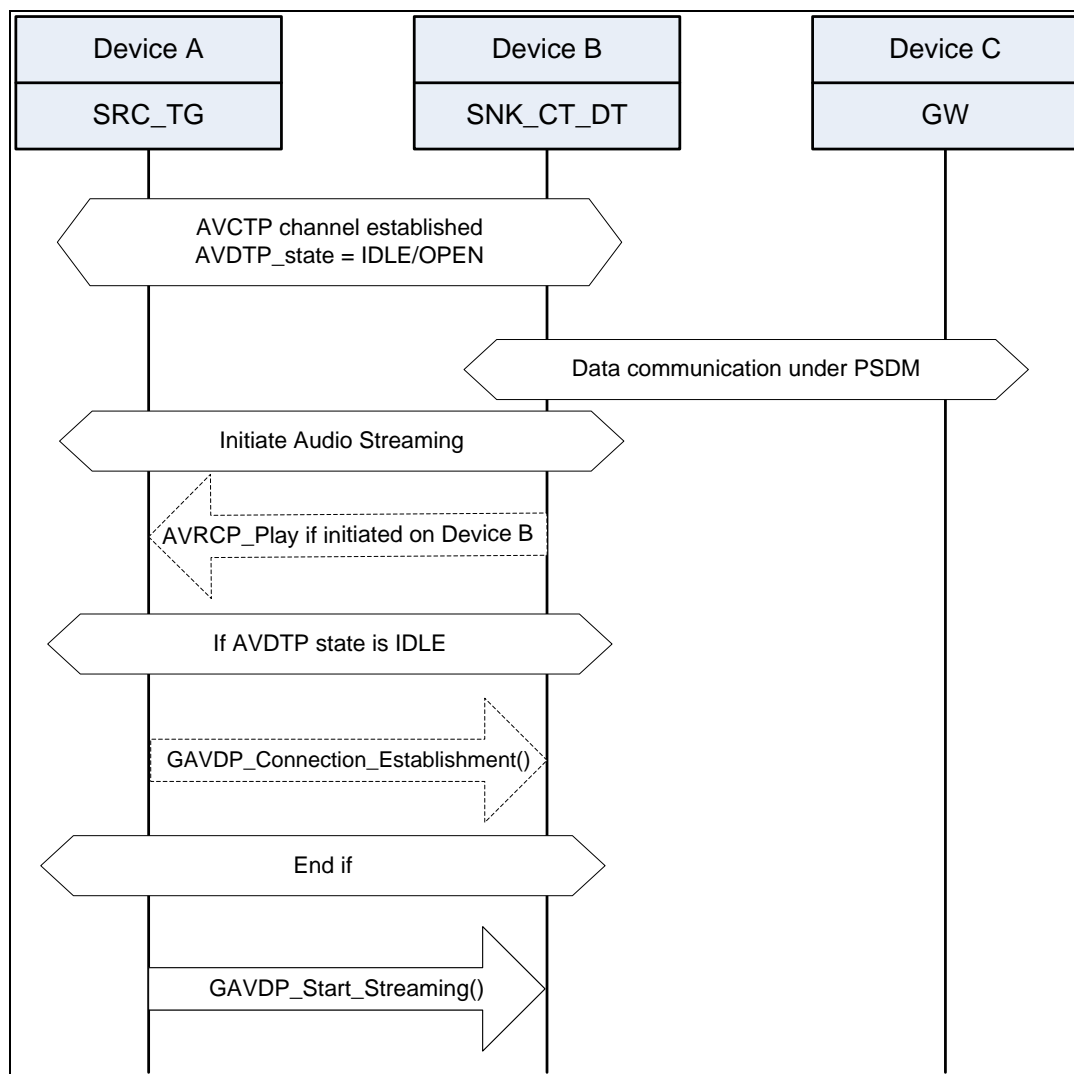 Device A
Device B
Device C
SRC_TG
SNK_CT_DT
GW
AVCTP channel established
AVDTP_state = IDLE/OPEN
Data communication under PSDM
Initiate Audio Streaming
AVRCP_Play if initiated on Device B
If AVDTP state is IDLE
GAVDP_Connection_Establishment()
End if
GAVDP_Start_Streaming()